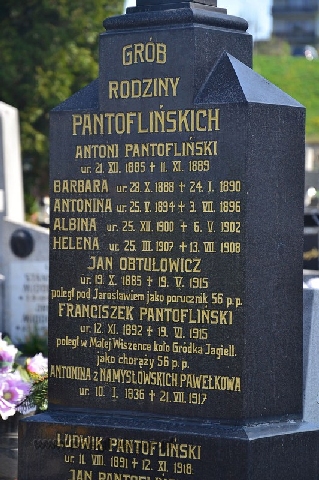 GRÓB
RODZINY
PANTOFLIŃSKICH
ANTONI PANTOFLIŃSKI
ur. 21. XII. 1885 + 11. XI. 1889
BARBARA ur. 28. X. 1888 + 24. I. 1890
ANTONINA ur. 25. V. 1894 + 3. VII. 1896
ALBINA ur. 25. XII. 1900 + 6. V. 1902
HELENA ur. 25. III. 1907 + 13. VII. 1908
JAN OBTUŁOWICZ
ur. 19. X. 1885 + 19. V. 1915
poległ pod Jarosławiem jako porucznik 56 p.p.
FRANCISZEK PANTOFLIŃSKI
ur. 12. XI. 1892 + 19. VI. 1915
poległ w Małej Wiszence koło Gródka Jagiell.
jako chorąży 56 p.p.
ANTONINA z NAMYSŁOWSKICH PAWEŁKOWA
ur. 10. I. 1836 + 21. VII. 1917
LUDWIK PANTOFLIŃSKI
ur. 11. VIII. 1891 + 12. XI. 1918
JAN